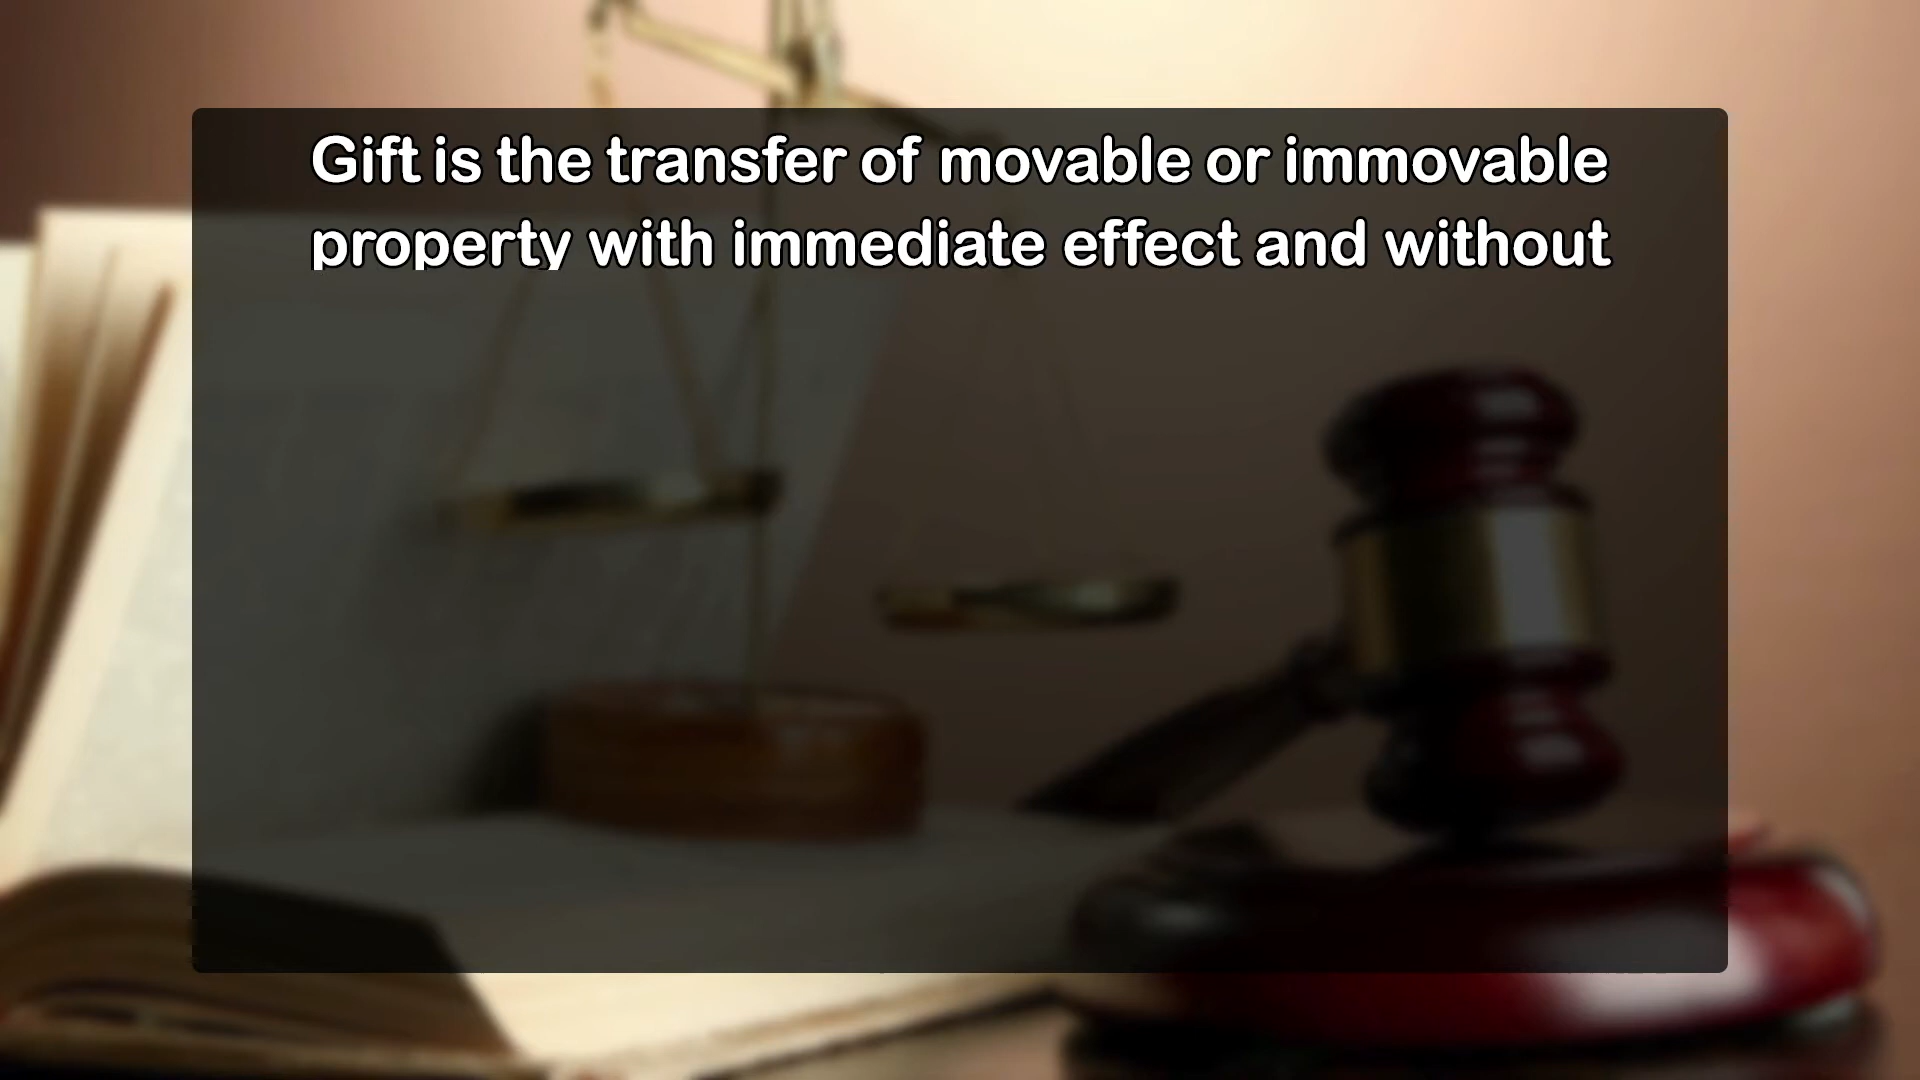 Gift is the transfer of movable or immovable
property with immediate effect and without